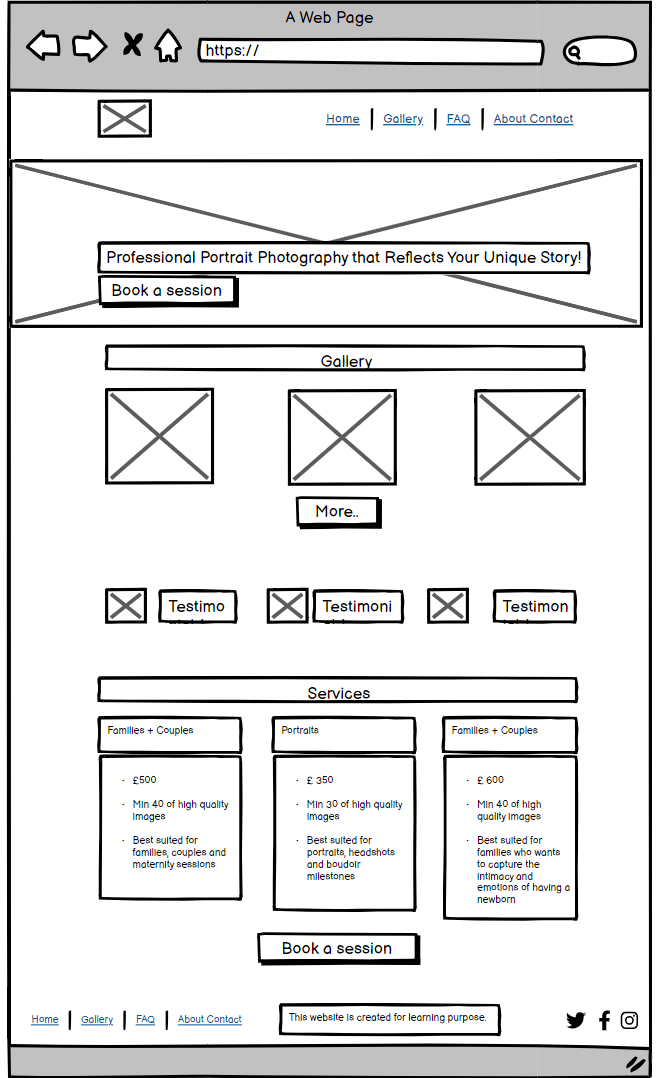 A Web Page
https://
Home Gallery FAQ About Contact
Professional Portrait Photography that Reflects Your Unique Story!
Book a session
Gallery
More..
Testimo
Testimoni
Testimon
Services
Families + Couples
· £500
· Min 40 of high quality
images
· Best suited for
families, couples and
maternity sessions
Portraits
· £ 350
· Min 30 of high quality
images
· Best suited for
portraits, headshots
and boudoir
milestones
Families + Couples
· £ 600
· Min 40 of high
quality images
· Best suited for
families who wants
to capture the
intimacy and
emotions of having a
newborn
Book a session
Home Gallery FAQ About Contact
This website is created for learning purpose.